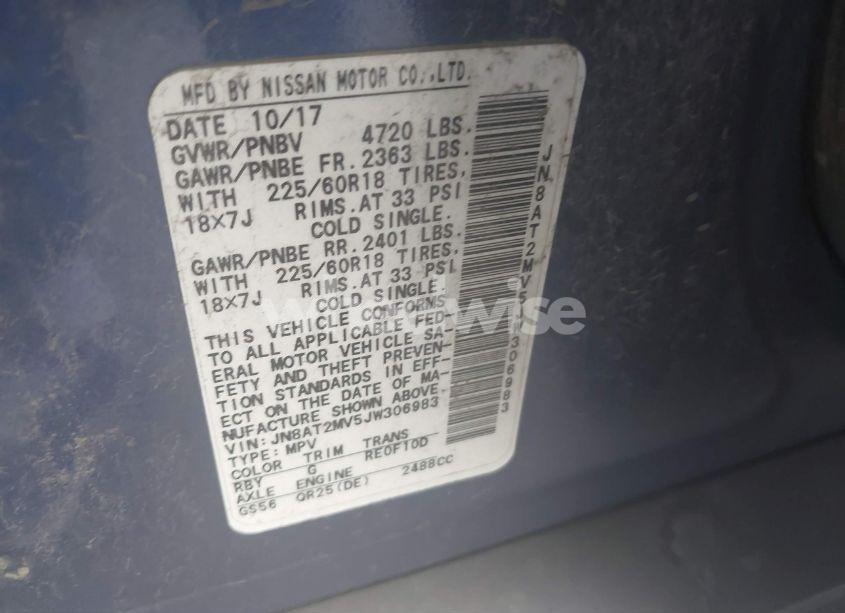 MFD BY NISSAN MOTOR CO.,LTD.
DATE 10/17
GVWR/PNBV 4720 LBS.
GAWR/PNBE FR. 2363 LBS.
WITH 225/60R18 TIRES,
18X7J RIMS.AT 33 PSI
COLD SINGLE.
GAWR/PNBE RR. 2401 LBS.
WITH 225/60R18 TIRES,
18X7J RIMS.AT 33 PSI
COLD SINGLE.
THIS VEHICLE CONFORMS
TO ALL APPLICABLE FED-
ERAL MOTOR VEHICLE SA-
FETY AND THEFT PREVEN-
TION STANDARDS IN EFF-
ECT ON THE DATE OF MA-
NUFACTURE SHOWN ABOVE.
VIN: JN8AT2MV5JW306983
TYPE: MPV
COLOR TRIM TRANS
RBY G RE0F10D
AXLE ENGINE
GS56 QR25(DE) 2488CC
JN8AT2MV5JW306983